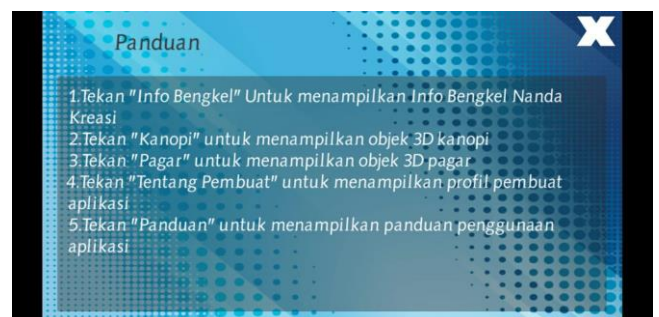 Panduan
X
1.Tekan "Info Bengkel" Untuk menampilkan Info Bengkel Nanda
Kreasi
2.Tekan "Kanopi" untuk menampilkan objek 3D kanopi
3.Tekan "Pagar" untuk menampilkan objek 3D pagar
4.Tekan "Tentang Pembuat" untuk menampilkan profil pembuat
aplikasi
5.Tekan "Panduan" untuk menampilkan panduan penggunaan
aplikasi